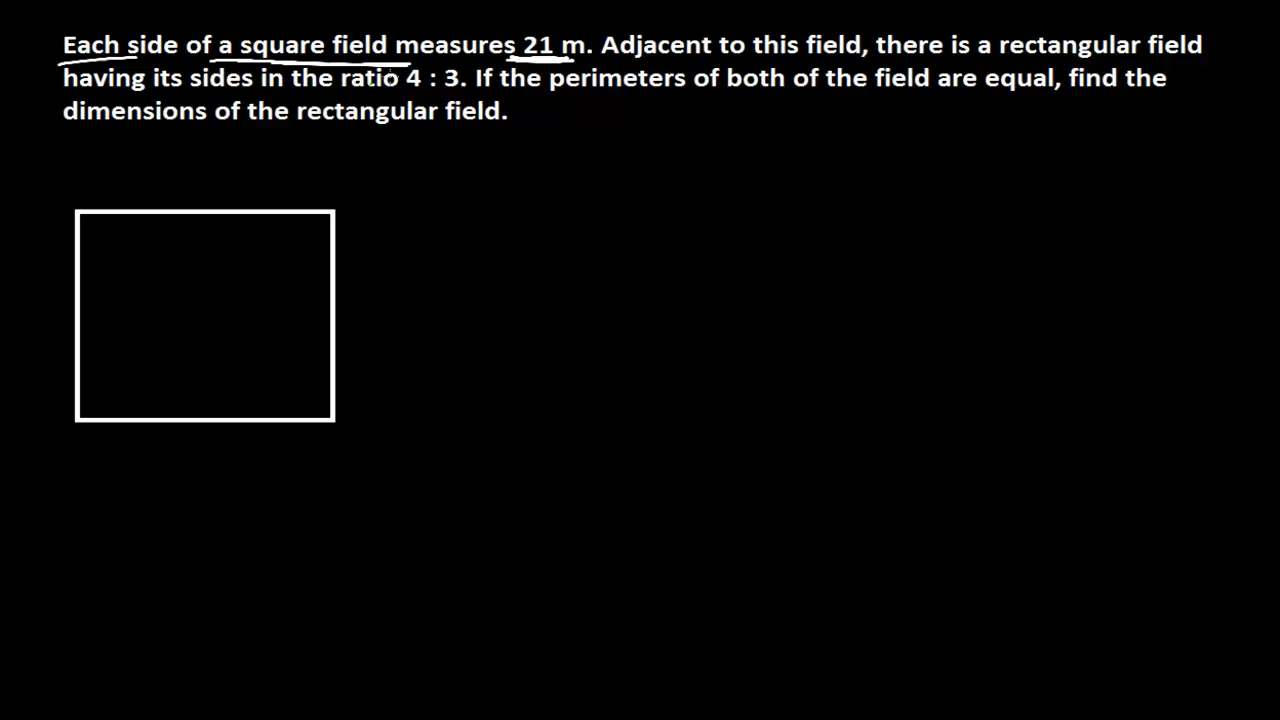 Each side of a square field measures 21 m. Adjacent to this field, there is a rectangular field
having its sides in the ratio 4 : 3. If the perimeters of both of the field are equal, find the
dimensions of the rectangular field.